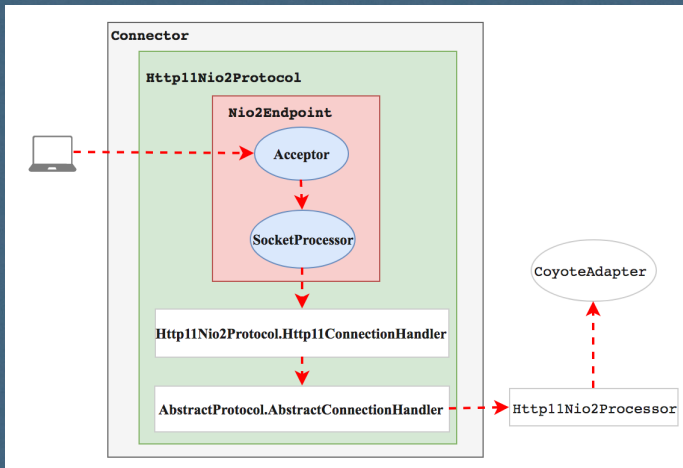 Connector
Http11Nio2Protocol
Nio2Endpoint
Acceptor
SocketProcessor
CoyoteAdapter
Http11Nio2Protocol.Http11ConnectionHandler
AbstractProtocol.AbstractConnectionHandler
Http11Nio2Processor